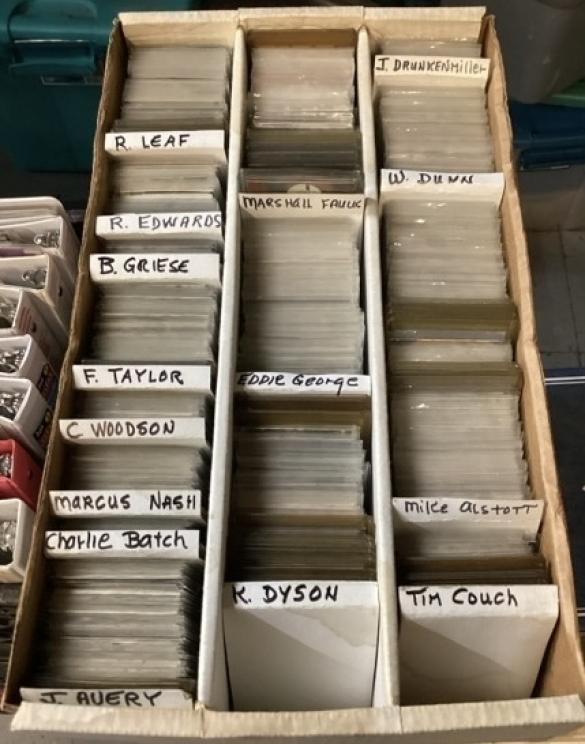 R. LEAF
R. EDWARDS
B. GRIESE
F. TAYLOR
C WOODSON
MARCUS NASH
Charlie Batch
J. AVERY
MARSHAll FAULK
EDDIE GEorge
K. DYSON
J. DRUNKENMiller
W. DUNN
Mike AlSTOTT
TIM COUCH